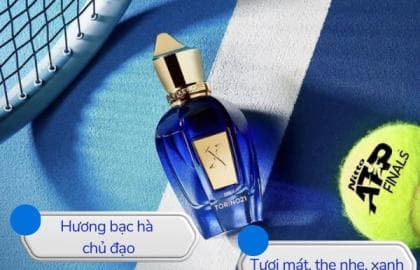 X
TORINO21
Nitto
ATP
FINALS
Hương bạc hà
chủ đạo
Tươi mát, the nhẹ, xanh